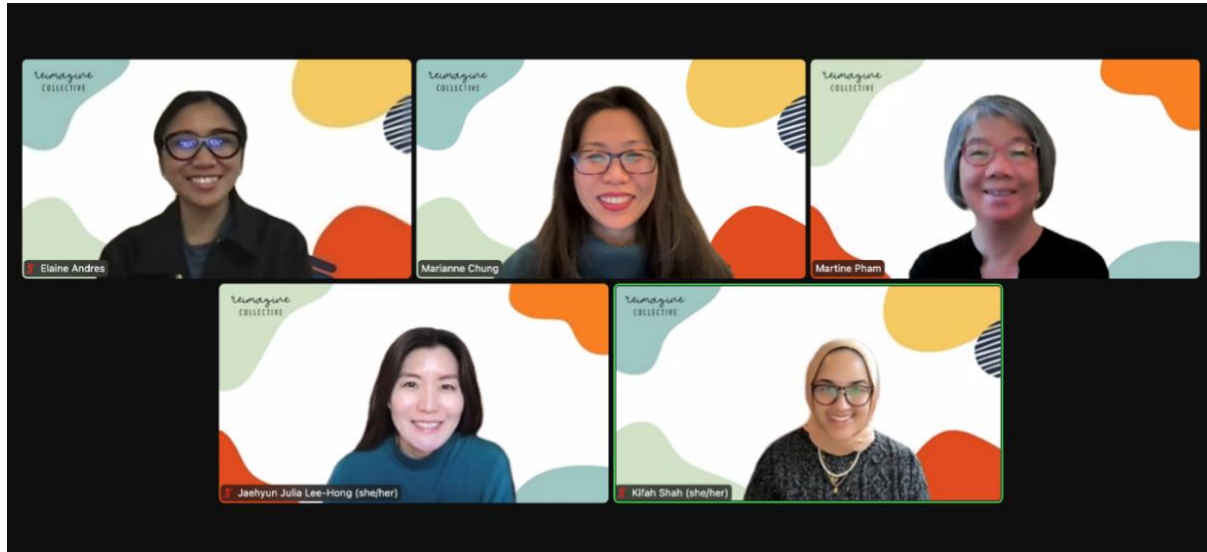 reimagine
COLLECTIVE
reimagine
COLLECTIVE
reimagine
COLLECTIVE
Elaine Andres
Marianne Chung
Martine Pham
reimagine
COLLECTIVE
reimagine
COLLECTIVE
Jaehyun Julia Lee-Hong (she/her)
Kifah Shah (she/her)